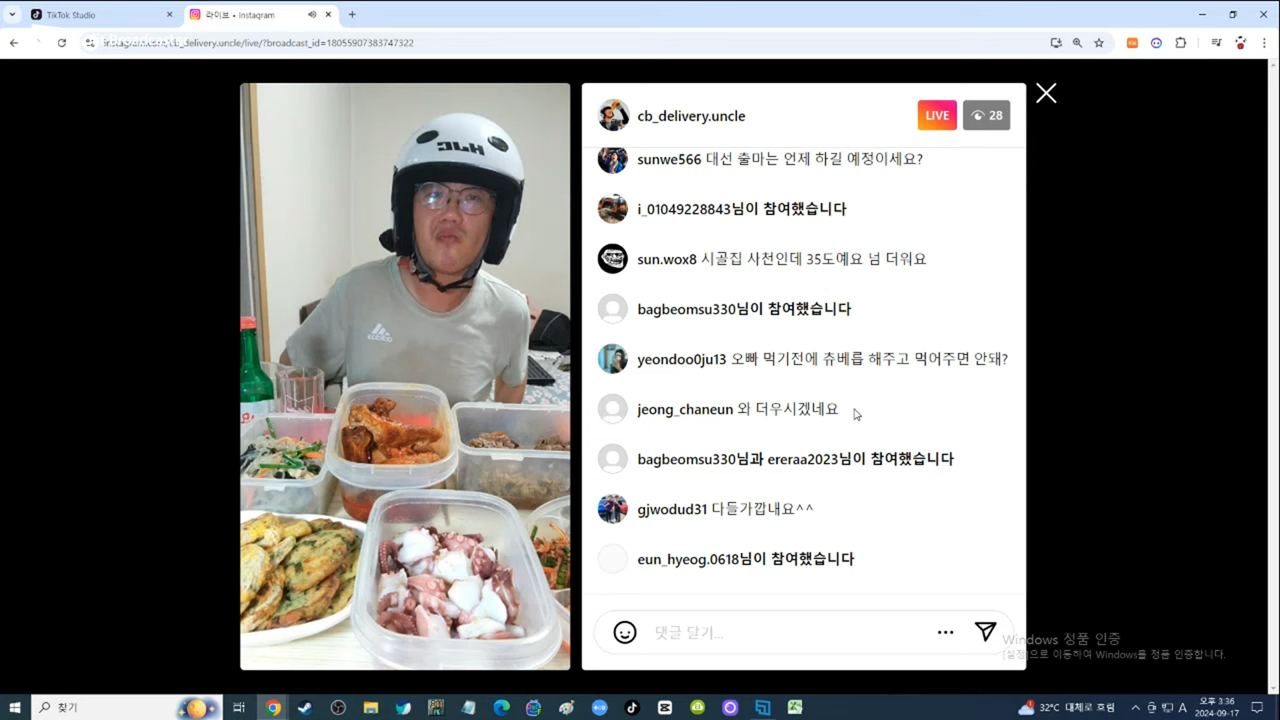 TikTok Studio
라이브 • Instagram
_delivery.uncle/live/?broadcast_id=18055907383747322
cb_delivery.uncle
LIVE
28
sunwe566 대선 출마는 언제 하길 예정이세요?
i_01049228843님이 참여했습니다
sun.wox8 시골집 사천인데 35도예요 넘 더워요
bagbeomsu330님이 참여했습니다
yeondoo0ju13 오빠 먹기전에 츄베릅 해주고 먹어주면 안돼?
jeong_chaneun 와 더우시겠네요
bagbeomsu330님과 ereraa2023님이 참여했습니다
gjwodud31 다들가깝내요^^
eun_hyeog.0618님이 참여했습니다
댓글 달기...
Windows 정품 인증
[설정]으로 이동하여 Windows를 정품 인증합니다.
adidas
찾기
32°C 대체로 흐림
A
오후 3:36
2024-09-17